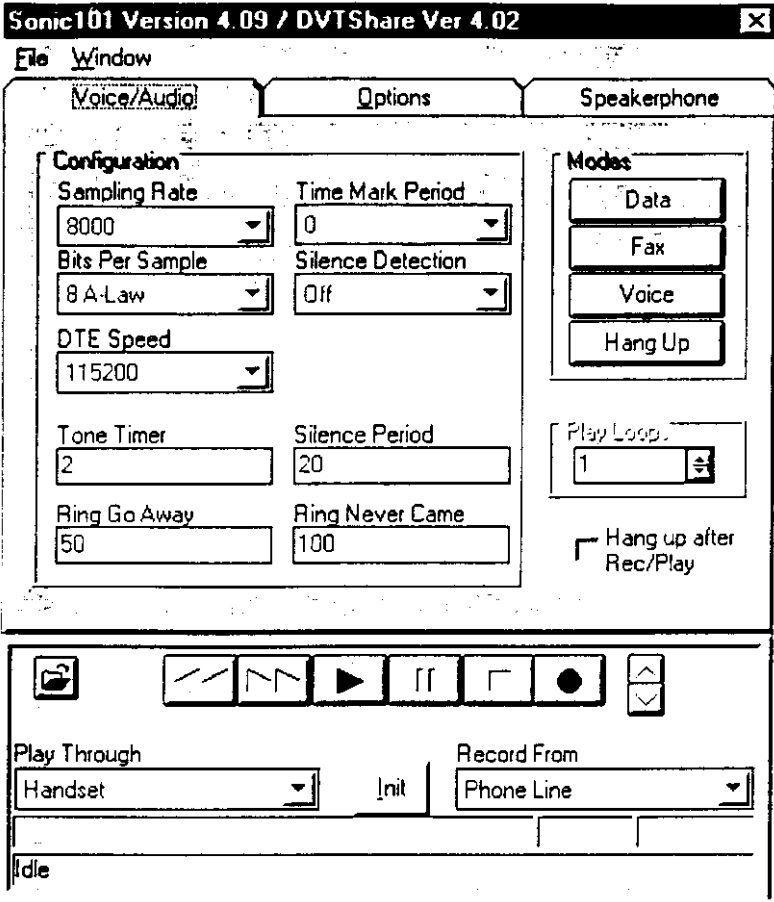 Sonic101 Version 4.09 / DVTShare Ver 4.02
File Window
Voice/Audio Options Speakerphone
Configuration
Sampling Rate Time Mark Period
8000 0
Bits Per Sample Silence Detection
8 A-Law Off
DTE Speed
115200
Tone Timer Silence Period
2 20
Ring Go Away Ring Never Came
50 100
Modes
Data
Fax
Voice
Hang Up
Play Loop
1
Hang up after
Rec/Play
Play Through Record From
Handset Init Phone Line
Idle